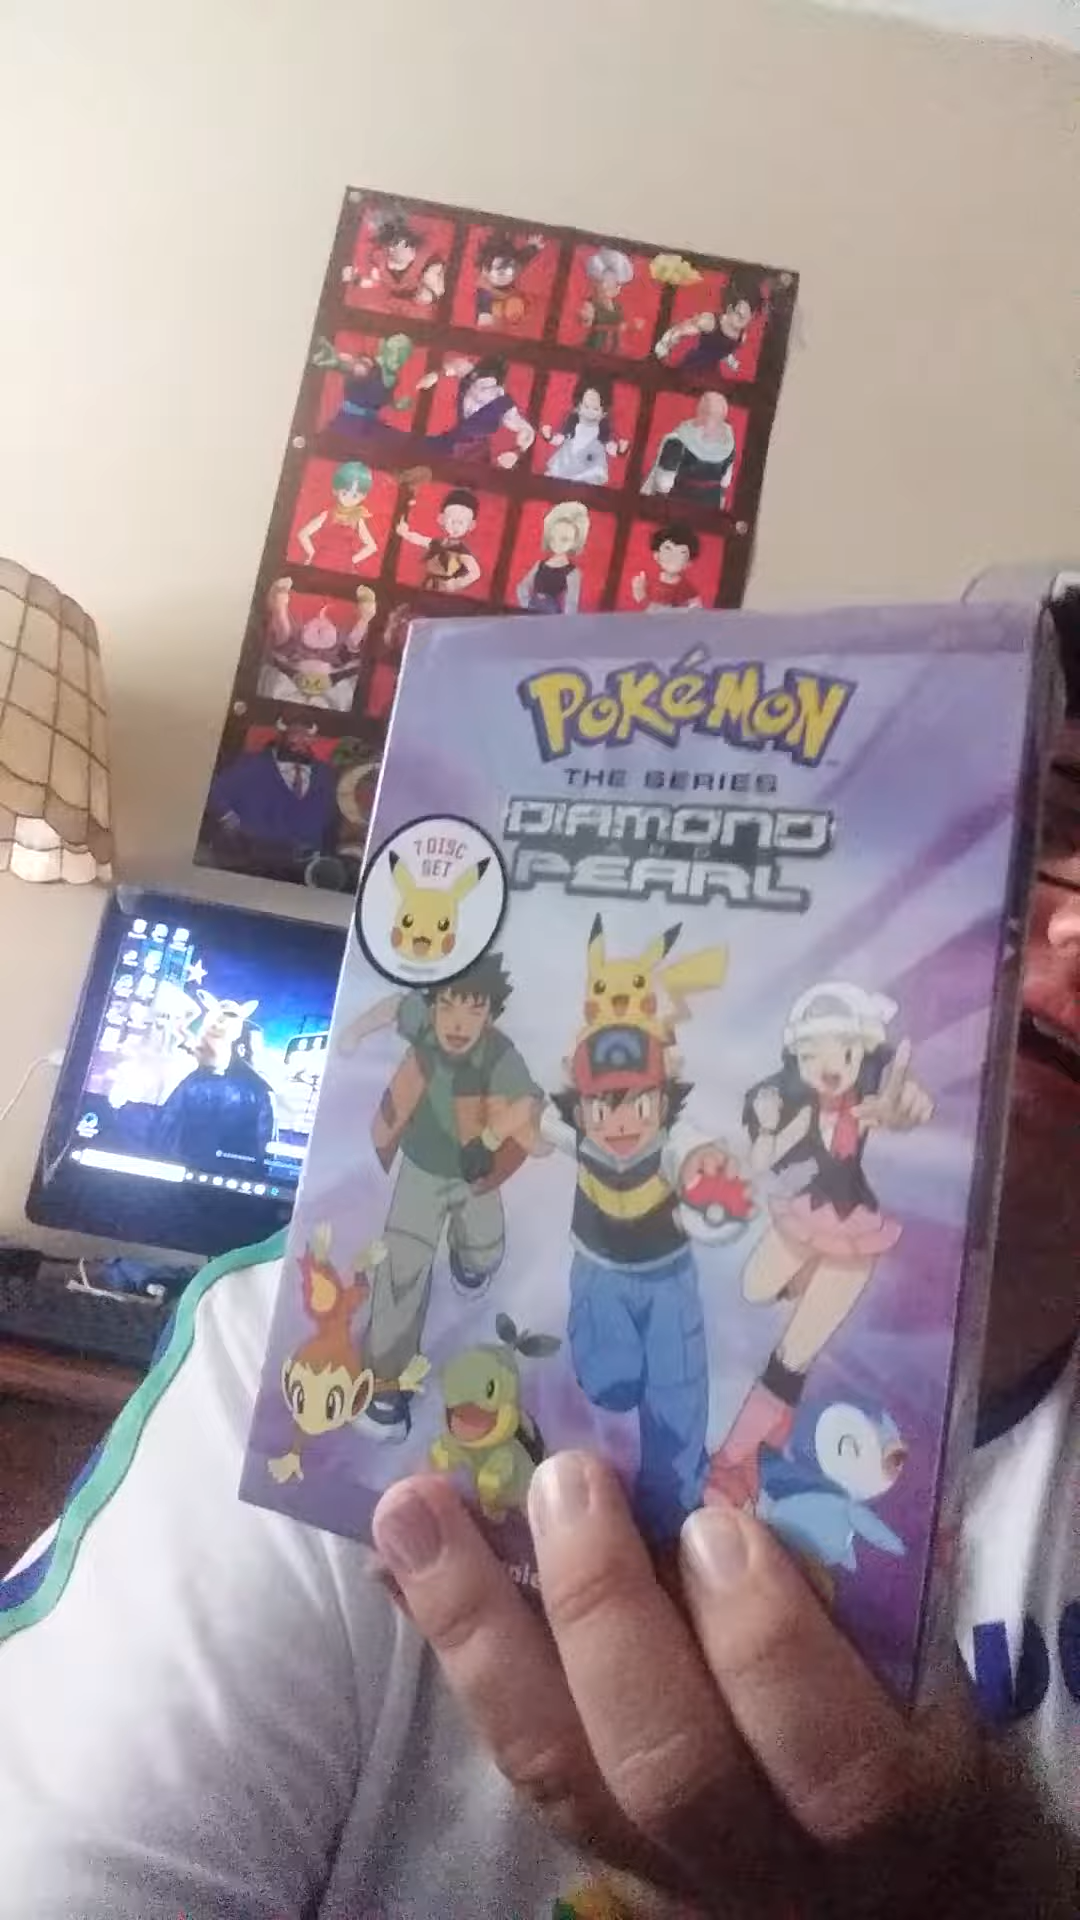 POKéMON
THE SERIES
DIAMOND
AND
PEARL
7 DISC
SET